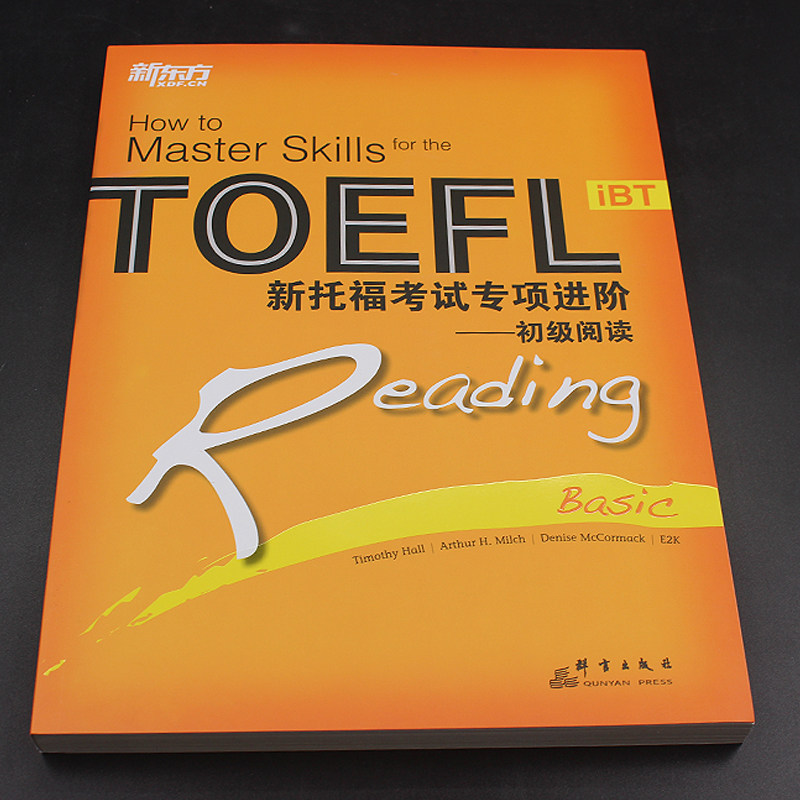 新东方
XDF.CN
How to
Master Skills for the
TOEFL iBT
新托福考试专项进阶
——初级阅读
Reading
Basic
Timothy Hall | Arthur H. Milch | Denise McCormack | E2K
群言出版社
QUNYAN PRESS